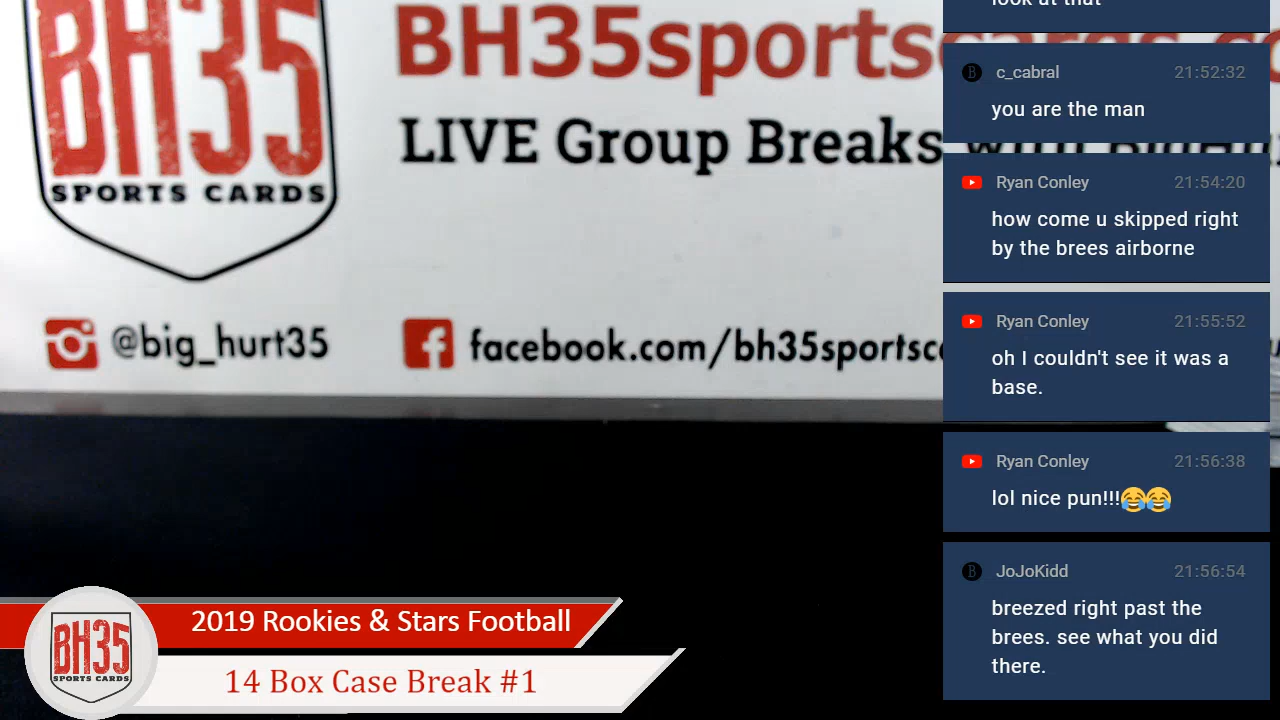 BH35
SPORTS CARDS
BH35sports
LIVE Group Breaks
@big_hurt35
facebook.com/bh35sportsc
look at that
c_cabral 21:52:32
you are the man
Ryan Conley 21:54:20
how come u skipped right
by the brees airborne
Ryan Conley 21:55:52
oh I couldn't see it was a
base.
Ryan Conley 21:56:38
lol nice pun!!!😂😂
JoJoKidd 21:56:54
breezed right past the
brees. see what you did
there.
BH35
SPORTS CARDS
2019 Rookies & Stars Football
14 Box Case Break #1